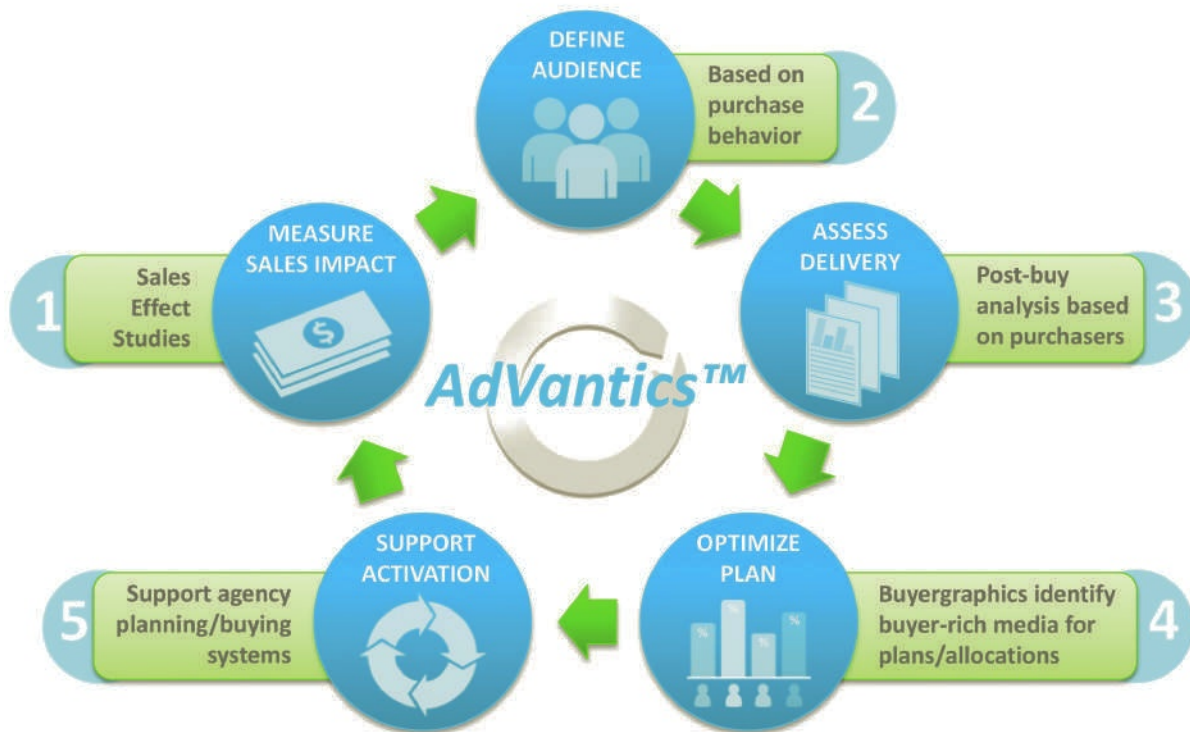 DEFINE
AUDIENCE
Based on
purchase
behavior
2
MEASURE
SALES IMPACT
$
1
Sales
Effect
Studies
ASSESS
DELIVERY
Post-buy
analysis based
on purchasers
3
AdVantics™
SUPPORT
ACTIVATION
5
Support agency
planning/buying
systems
OPTIMIZE
PLAN
%
%
%
%
Buyergraphics identify
buyer-rich media for
plans/allocations
4